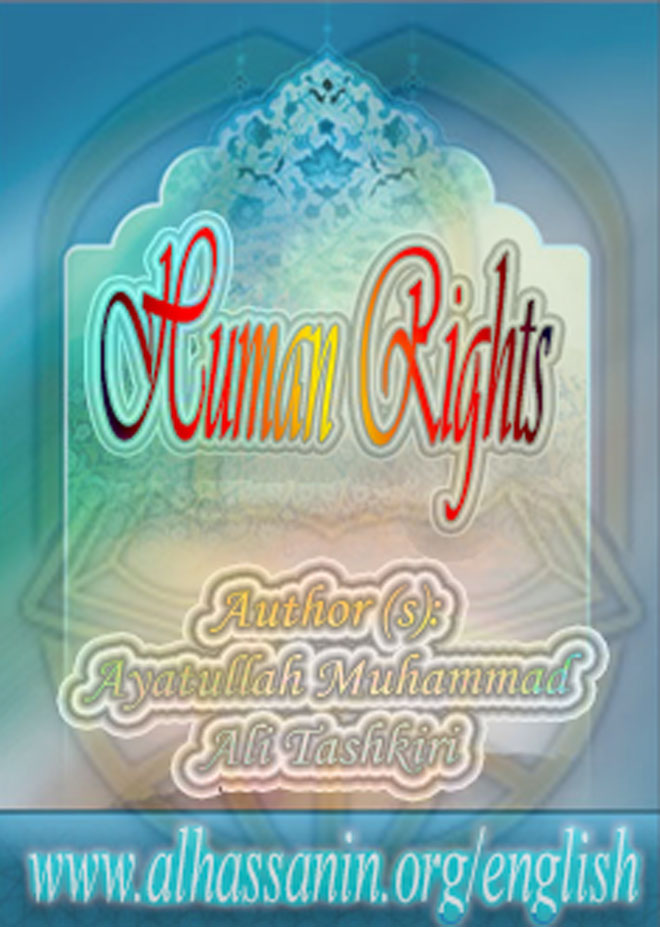 Human Rights
Author (s):
Ayatullah Muhammad
Ali Tashkiri
www.alhassanin.org/english